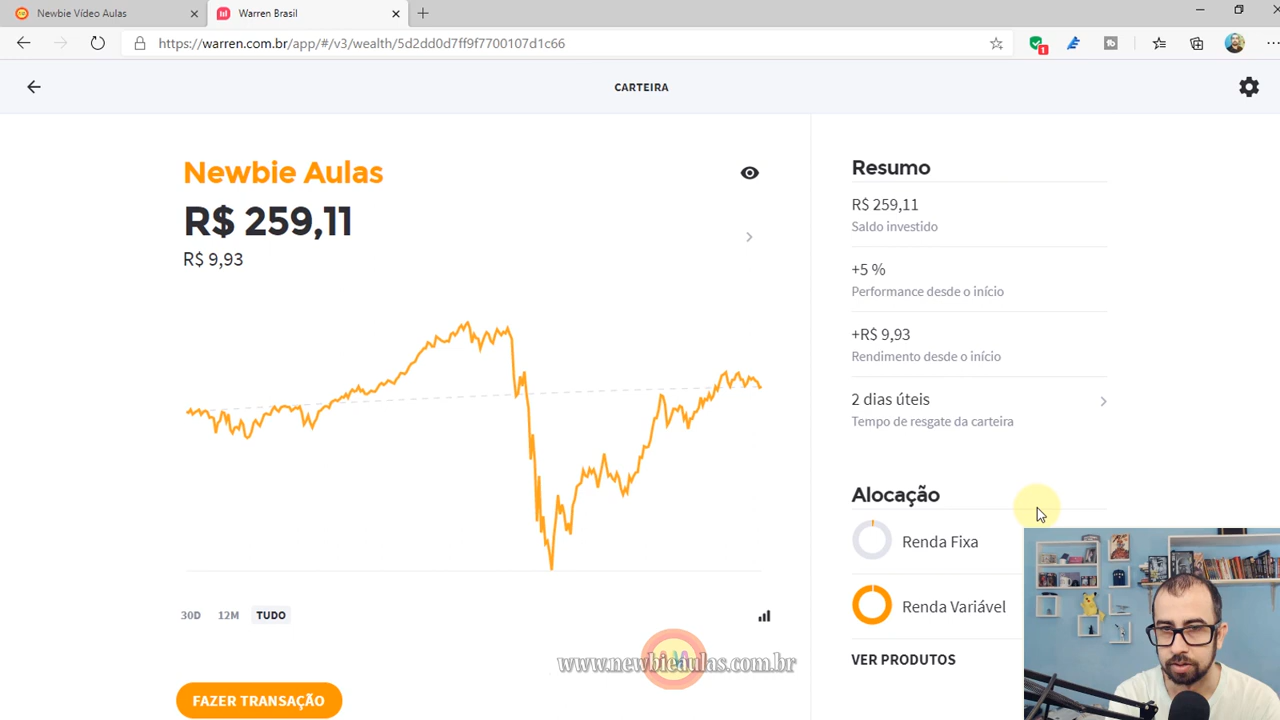 Newbie Vídeo Aulas
Warren Brasil
https://warren.com.br/app/#/v3/wealth/5d2dd0d7ff9f7700107d1c66
1
CARTEIRA
Newbie Aulas
R$ 259,11
R$ 9,93
30D 12M TUDO
FAZER TRANSAÇÃO
Resumo
R$ 259,11
Saldo investido
+5 %
Performance desde o início
+R$ 9,93
Rendimento desde o início
2 dias úteis
Tempo de resgate da carteira
Alocação
Renda Fixa
Renda Variável
VER PRODUTOS
www.newbieaulas.com.br